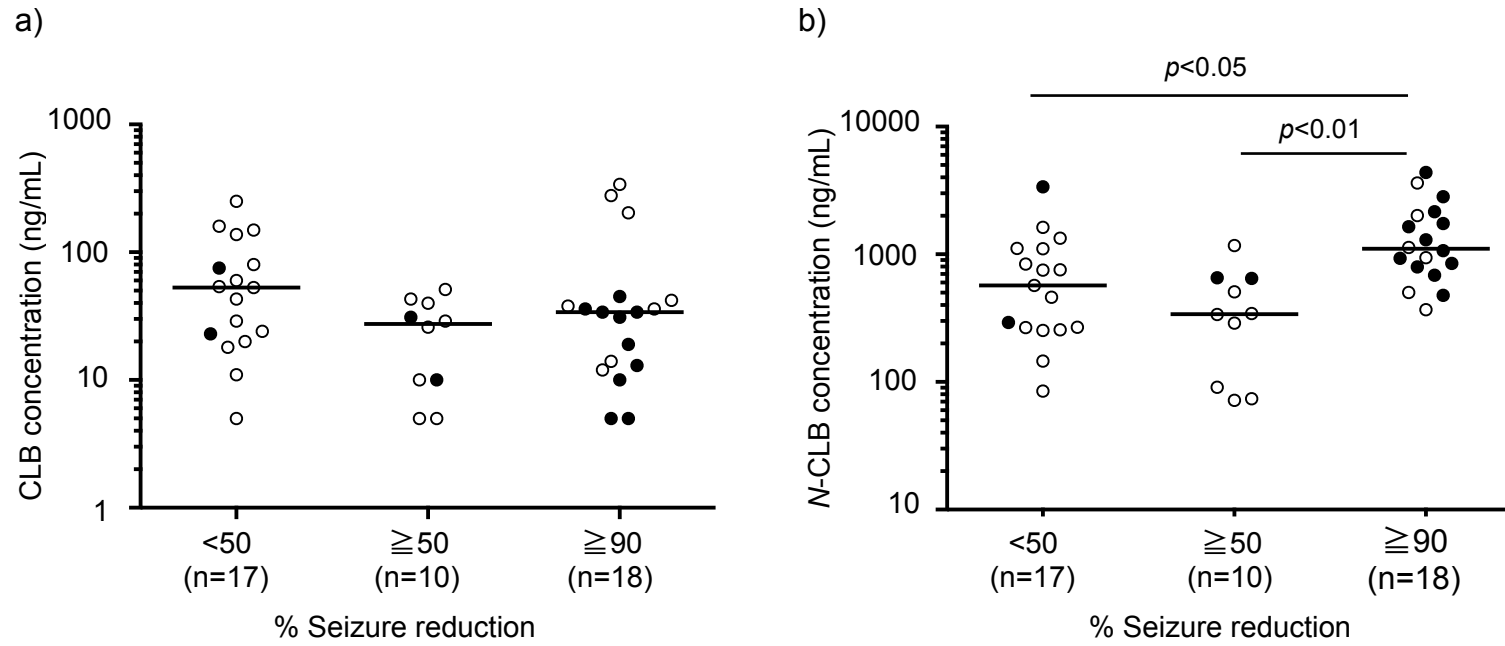 a)
CLB concentration (ng/mL)
1000
100
10
1
<50
≧50
≧90
(n=17)
(n=10)
(n=18)
% Seizure reduction
b)
p<0.05
p<0.01
N-CLB concentration (ng/mL)
10000
1000
100
10
<50
≧50
≧90
(n=17)
(n=10)
(n=18)
% Seizure reduction